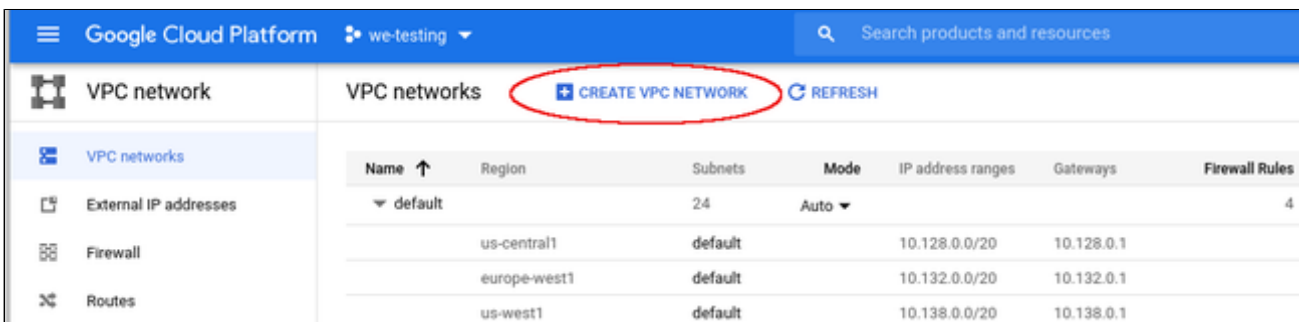 Google Cloud Platform we-testing Search products and resources
VPC network
VPC networks CREATE VPC NETWORK REFRESH
VPC networks
External IP addresses
Firewall
Routes
Name Region Subnets Mode IP address ranges Gateways Firewall Rules
default 24 Auto 4
us-central1 default 10.128.0.0/20 10.128.0.1
europe-west1 default 10.132.0.0/20 10.132.0.1
us-west1 default 10.138.0.0/20 10.138.0.1